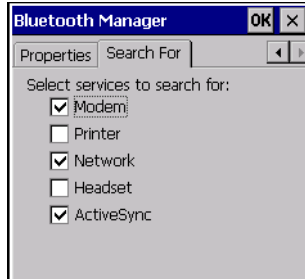 Bluetooth Manager OK
Properties Search For
Select services to search for:
Modem
Printer
Network
Headset
ActiveSync